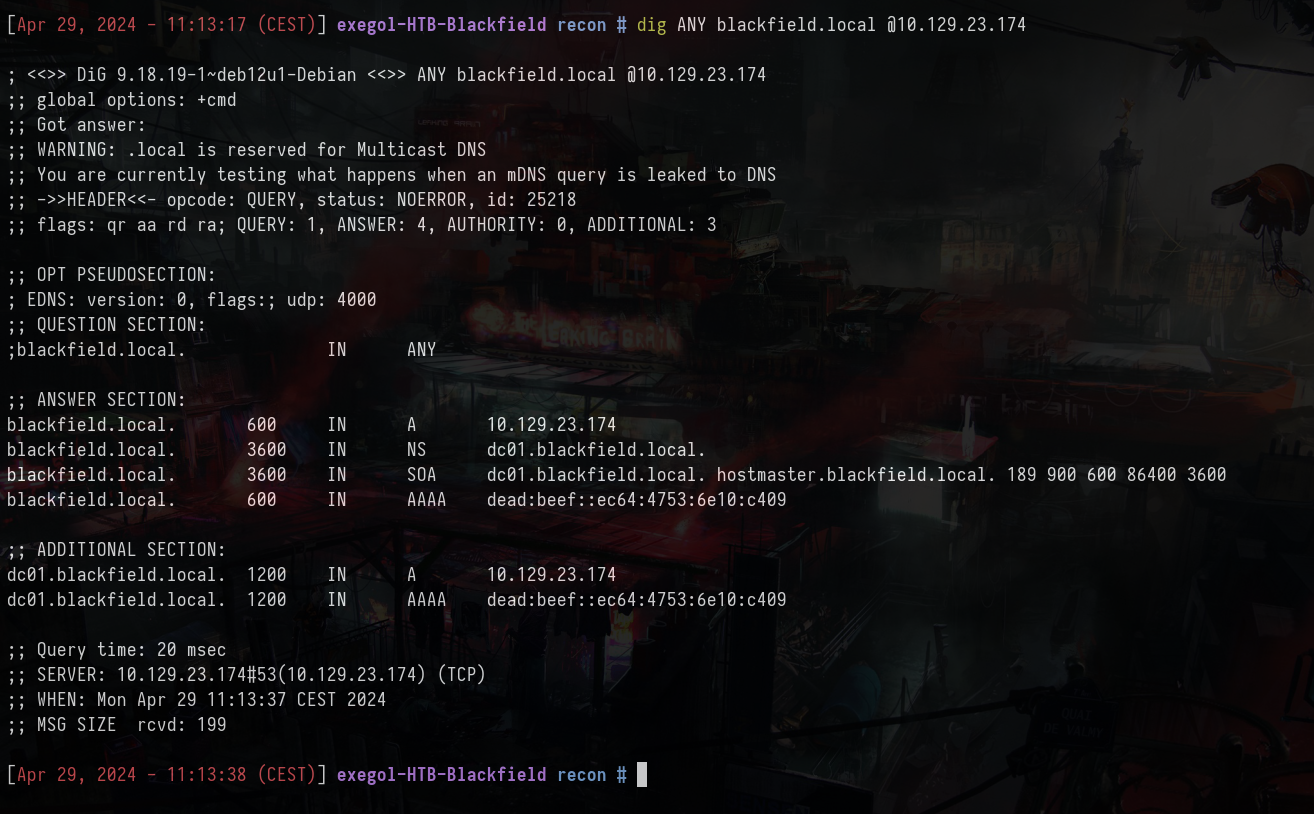 [Apr 29, 2024 - 11:13:17 (CEST)] exegol-HTB-Blackfield recon # dig ANY blackfield.local @10.129.23.174
; <<>> DiG 9.18.19-1~deb12u1-Debian <<>> ANY blackfield.local @10.129.23.174
;; global options: +cmd
;; Got answer:
;; WARNING: .local is reserved for Multicast DNS
;; You are currently testing what happens when an mDNS query is leaked to DNS
;; ->>HEADER<<- opcode: QUERY, status: NOERROR, id: 25218
;; flags: qr aa rd ra; QUERY: 1, ANSWER: 4, AUTHORITY: 0, ADDITIONAL: 3
;; OPT PSEUDOSECTION:
; EDNS: version: 0, flags:; udp: 4000
;; QUESTION SECTION:
;blackfield.local. IN ANY
;; ANSWER SECTION:
blackfield.local. 600 IN A 10.129.23.174
blackfield.local. 3600 IN NS dc01.blackfield.local.
blackfield.local. 3600 IN SOA dc01.blackfield.local. hostmaster.blackfield.local. 189 900 600 86400 3600
blackfield.local. 600 IN AAAA dead:beef::ec64:4753:6e10:c409
;; ADDITIONAL SECTION:
dc01.blackfield.local. 1200 IN A 10.129.23.174
dc01.blackfield.local. 1200 IN AAAA dead:beef::ec64:4753:6e10:c409
;; Query time: 20 msec
;; SERVER: 10.129.23.174#53(10.129.23.174) (TCP)
;; WHEN: Mon Apr 29 11:13:37 CEST 2024
;; MSG SIZE rcvd: 199
[Apr 29, 2024 - 11:13:38 (CEST)] exegol-HTB-Blackfield recon #